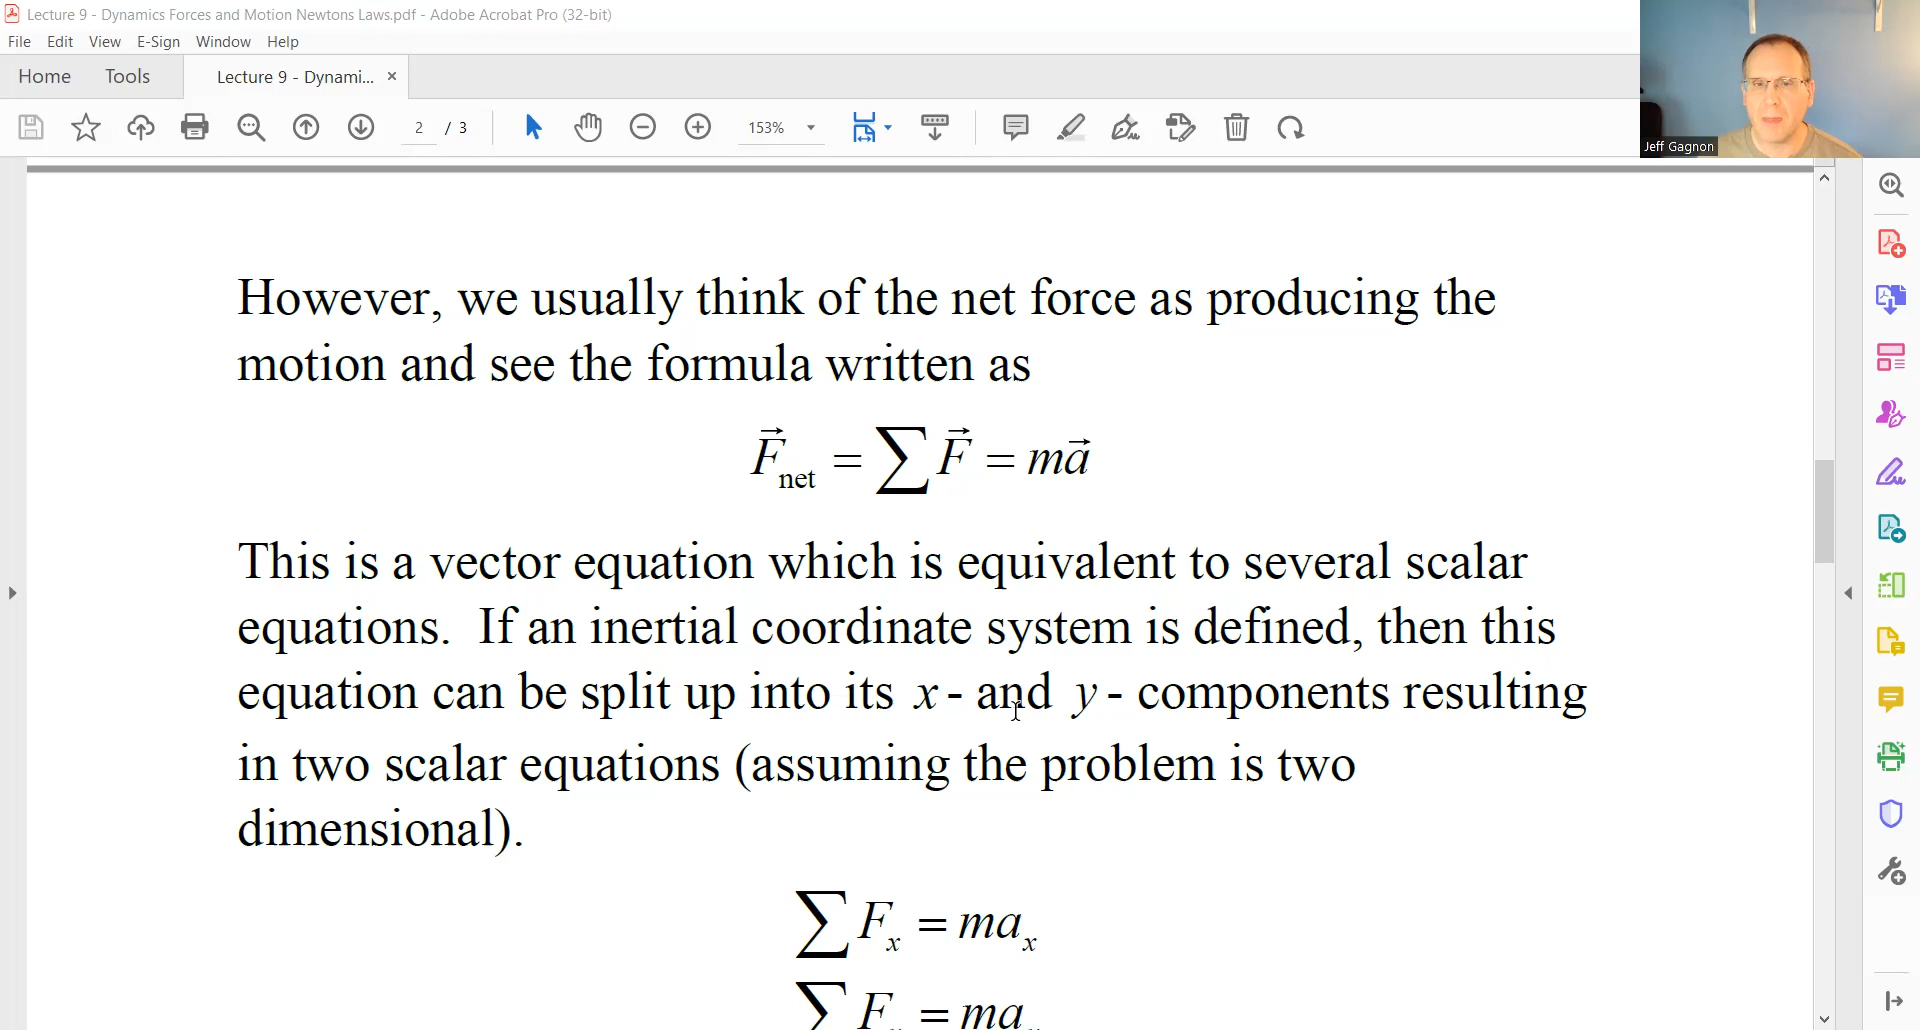 Lecture 9 - Dynamics Forces and Motion Newtons Laws.pdf - Adobe Acrobat Pro (32-bit)
File Edit View E-Sign Window Help
Home Tools Lecture 9 - Dynami... ×
2 / 3 153%
Jeff Gagnon
However, we usually think of the net force as producing the
motion and see the formula written as
F⃗net = ∑ F⃗ = ma⃗
This is a vector equation which is equivalent to several scalar
equations. If an inertial coordinate system is defined, then this
equation can be split up into its x- and y- components resulting
in two scalar equations (assuming the problem is two
dimensional).
∑ Fx = max
∑ F = ma